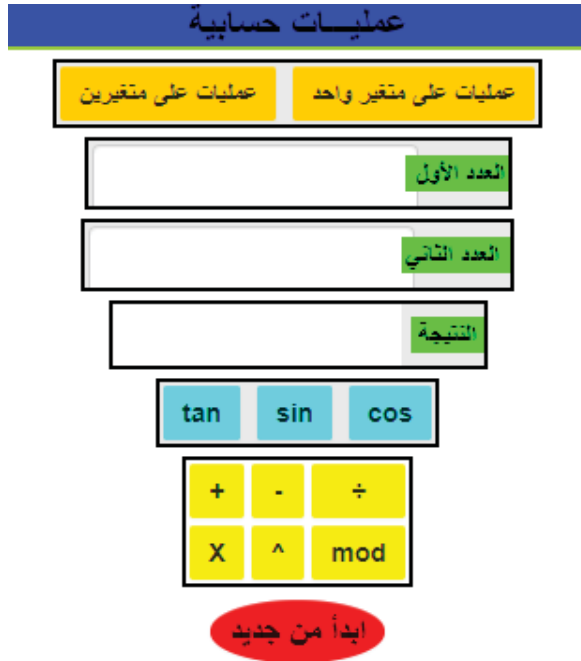 عمليـــات حسابية
عمليات على متغير واحد عمليات على متغيرين
العدد الأول
العدد الثاني
النتيجة
tan sin cos
+ - ÷
X ^ mod
ابدأ من جديد